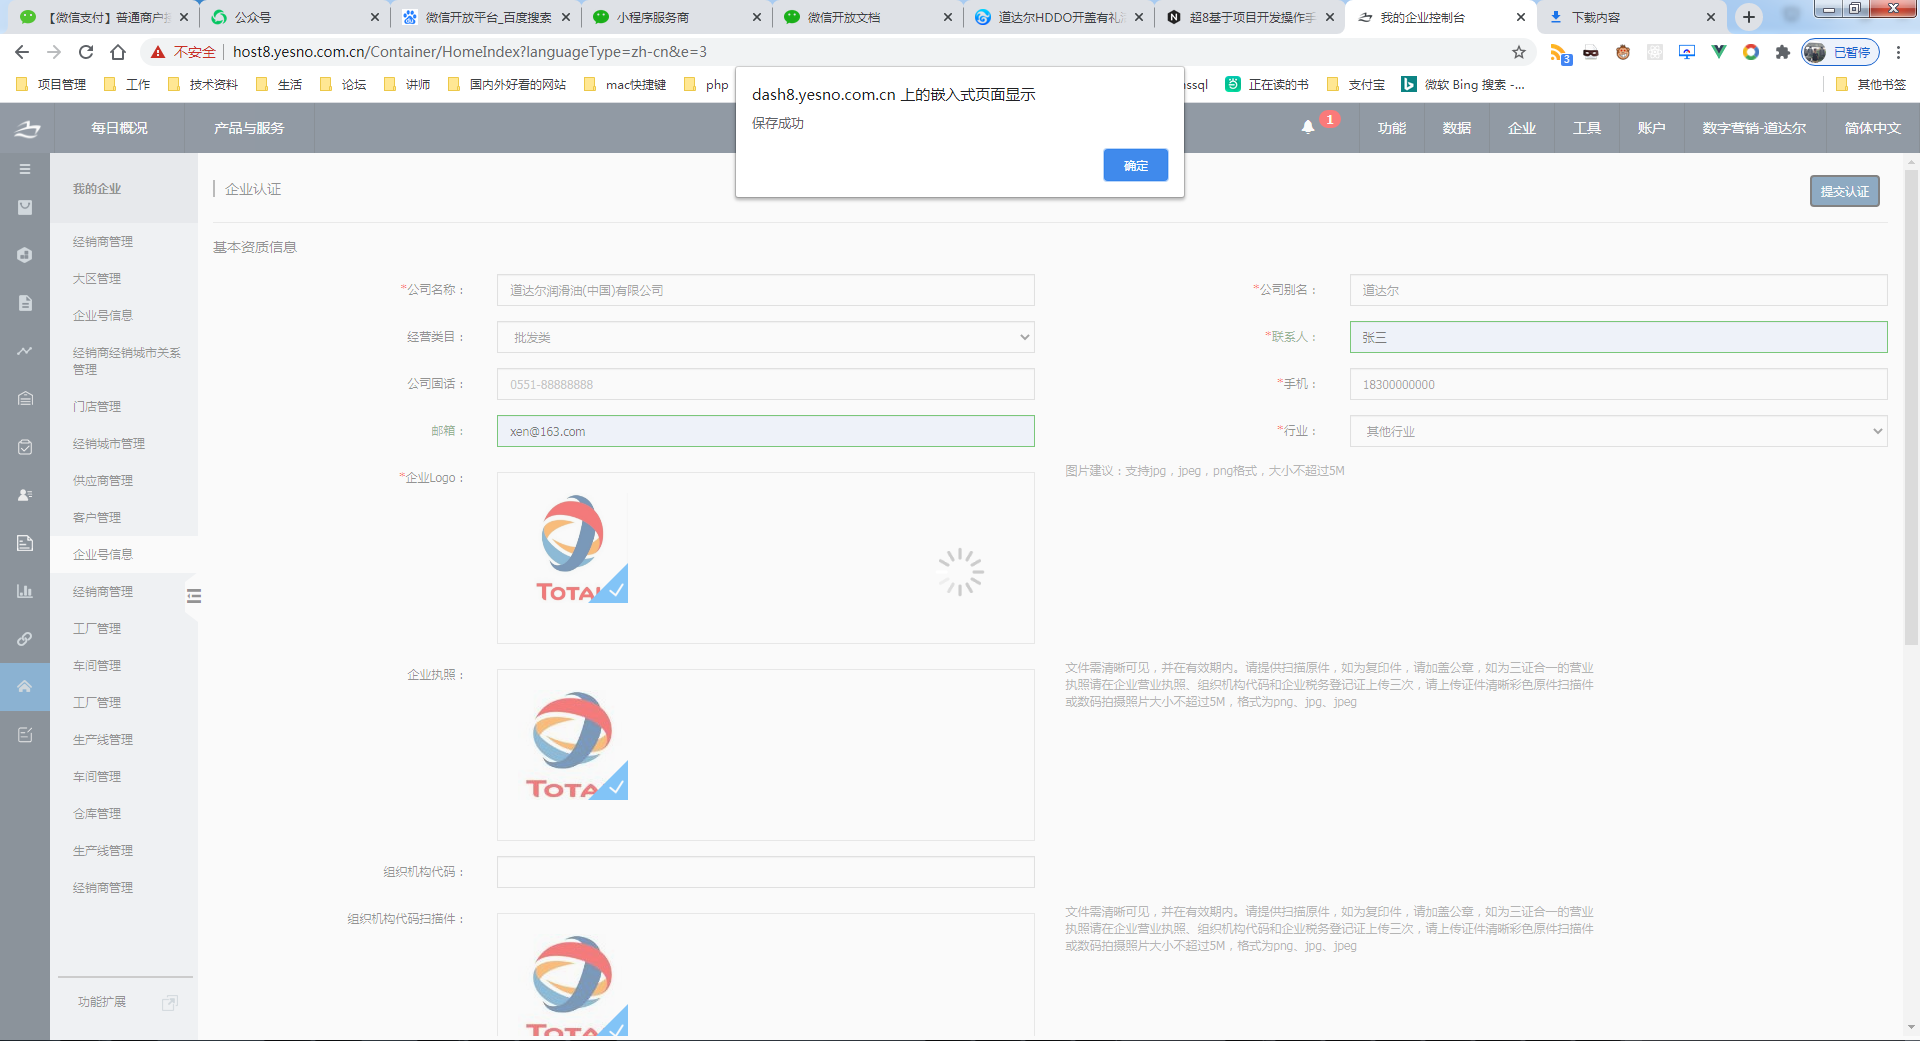 【微信支付】普通商户接
公众号
微信开放平台_百度搜索
小程序服务商
微信开放文档
道达尔HDDO开盖有礼
超8基于项目开发操作手
我的企业控制台
下载内容
不安全
host8.yesno.com.cn/Container/HomeIndex?languageType=zh-cn&e=3
3
已暂停
项目管理
工作
技术资料
生活
论坛
讲师
国内外好看的网站
mac快捷键
php
ssql
正在读的书
支付宝
微软 Bing 搜索 -...
其他书签
dash8.yesno.com.cn 上的嵌入式页面显示
保存成功
确定
每日概况
产品与服务
1
功能
数据
企业
工具
账户
数字营销-道达尔
简体中文
我的企业
经销商管理
大区管理
企业号信息
经销商经销城市关系
管理
门店管理
经销城市管理
供应商管理
客户管理
企业号信息
经销商管理
工厂管理
车间管理
工厂管理
生产线管理
车间管理
仓库管理
生产线管理
经销商管理
功能扩展
企业认证
提交认证
基本资质信息
*公司名称：
道达尔润滑油(中国)有限公司
*公司别名：
道达尔
经营类目：
批发类
*联系人：
张三
公司固话：
0551-88888888
*手机：
18300000000
邮箱：
xen@163.com
*行业：
其他行业
*企业Logo：
TOTAL
图片建议：支持jpg，jpeg，png格式，大小不超过5M
企业执照：
TOTA
文件需清晰可见，并在有效期内。请提供扫描原件，如为复印件，请加盖公章，如为三证合一的营业
执照请在企业营业执照、组织机构代码和企业税务登记证上传三次，请上传证件清晰彩色原件扫描件
或数码拍摄照片大小不超过5M，格式为png、jpg、jpeg
组织机构代码：
组织机构代码扫描件：
TOTA
文件需清晰可见，并在有效期内。请提供扫描原件，如为复印件，请加盖公章，如为三证合一的营业
执照请在企业营业执照、组织机构代码和企业税务登记证上传三次，请上传证件清晰彩色原件扫描件
或数码拍摄照片大小不超过5M，格式为png、jpg、jpeg